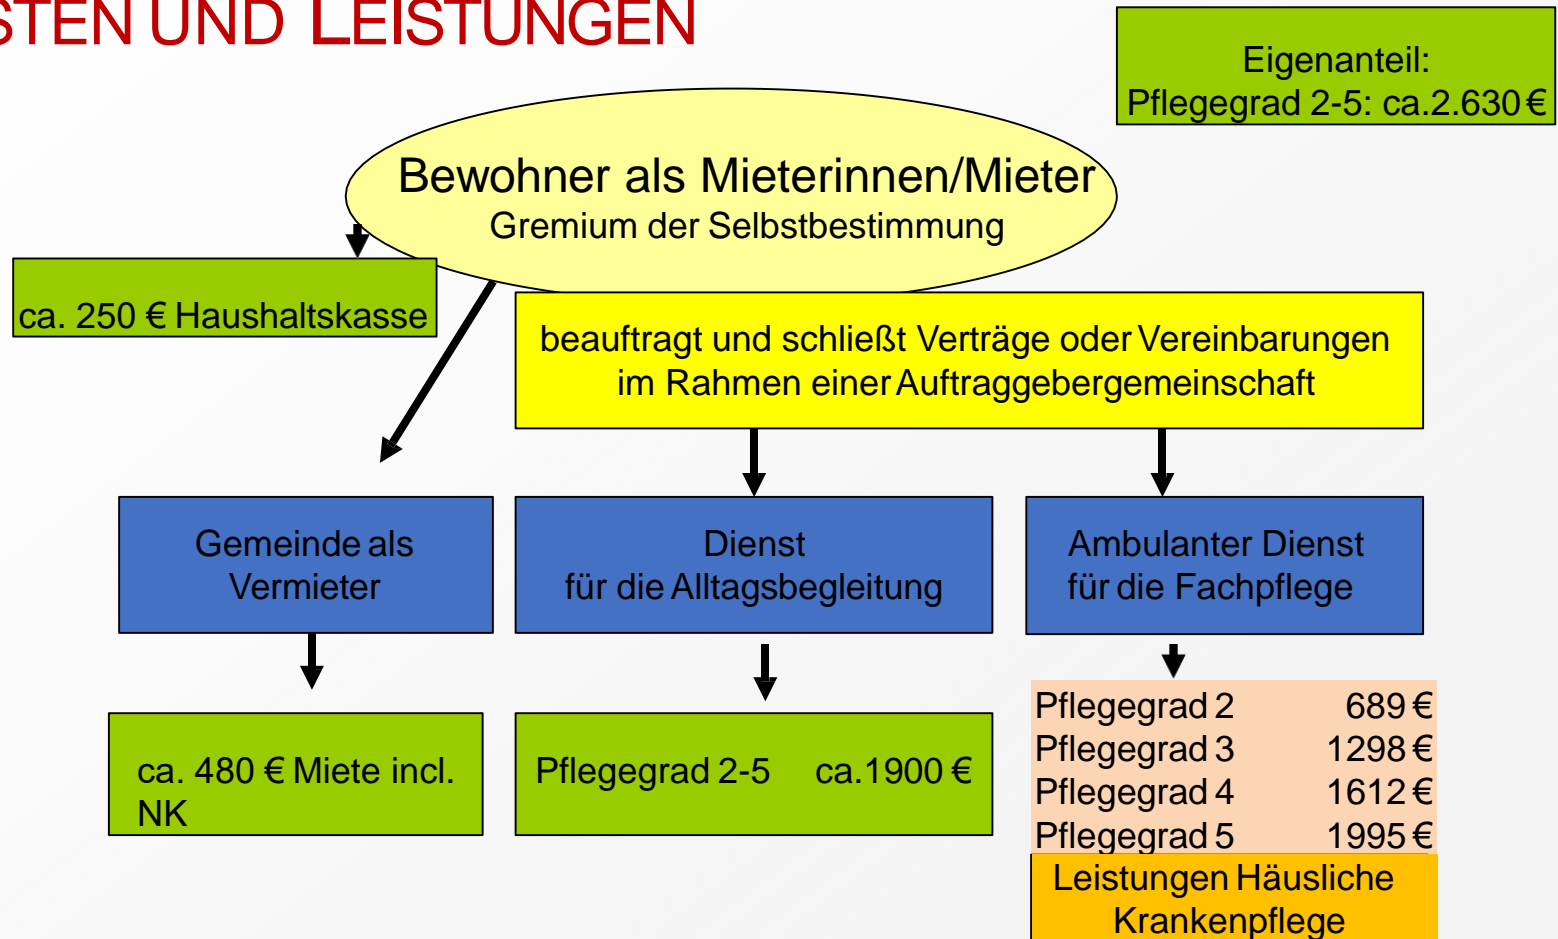 STEN UND LEISTUNGEN
Eigenanteil:
Pflegegrad 2-5: ca.2.630 €
Bewohner als Mieterinnen/Mieter
Gremium der Selbstbestimmung
ca. 250 € Haushaltskasse
beauftragt und schließt Verträge oder Vereinbarungen
im Rahmen einer Auftraggebergemeinschaft
Gemeinde als
Vermieter
Dienst
für die Alltagsbegleitung
Ambulanter Dienst
für die Fachpflege
ca. 480 € Miete incl.
NK
Pflegegrad 2-5 ca.1900 €
Pflegegrad 2 689 €
Pflegegrad 3 1298 €
Pflegegrad 4 1612 €
Pflegegrad 5 1995 €
Leistungen Häusliche
Krankenpflege